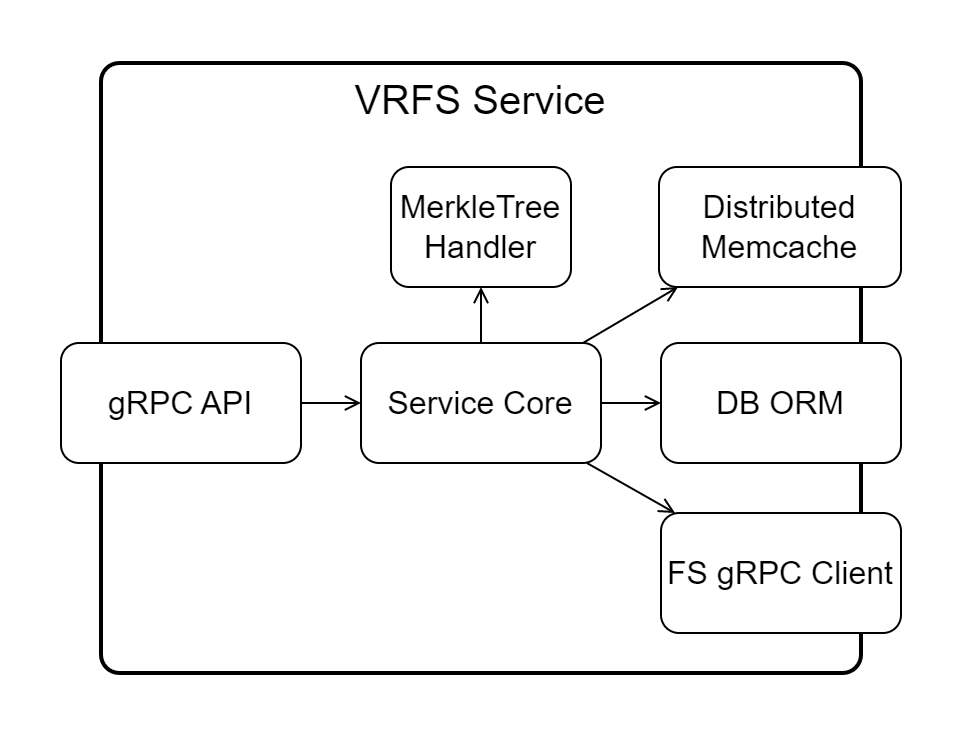 VRFS Service
MerkleTree
Handler
Distributed
Memcache
gRPC API
Service Core
DB ORM
FS gRPC Client